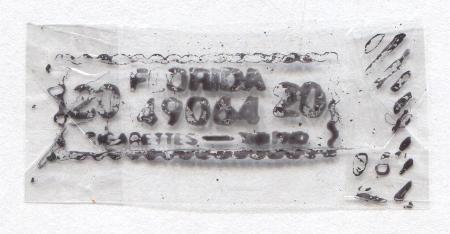 FLORIDA
20 49064 20
CIGARETTES —